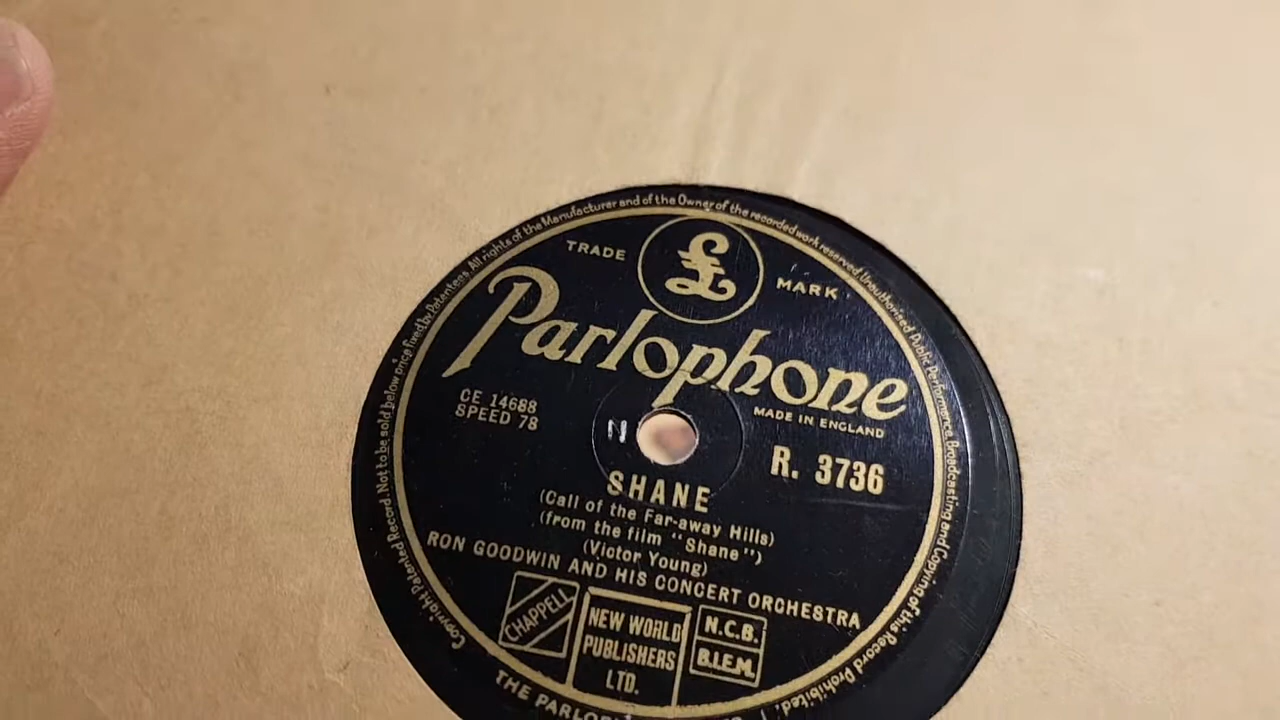 Copyright Patented Record. Not to be sold below price fixed by Patentees. All rights of the Manufacturer and of the Owner of the recorded work reserved Unauthorised Public Performance, Broadcasting and Copying of this Record Prohibited.
TRADE
£
MARK
Parlophone
MADE IN ENGLAND
CE 14688
SPEED 78
N
R. 3736
SHANE
(Call of the Far-away Hills)
(from the film "Shane")
(Victor Young)
RON GOODWIN AND HIS CONCERT ORCHESTRA
CHAPPELL
NEW WORLD
PUBLISHERS
LTD.
N.C.B.
B.I.E.M.
THE